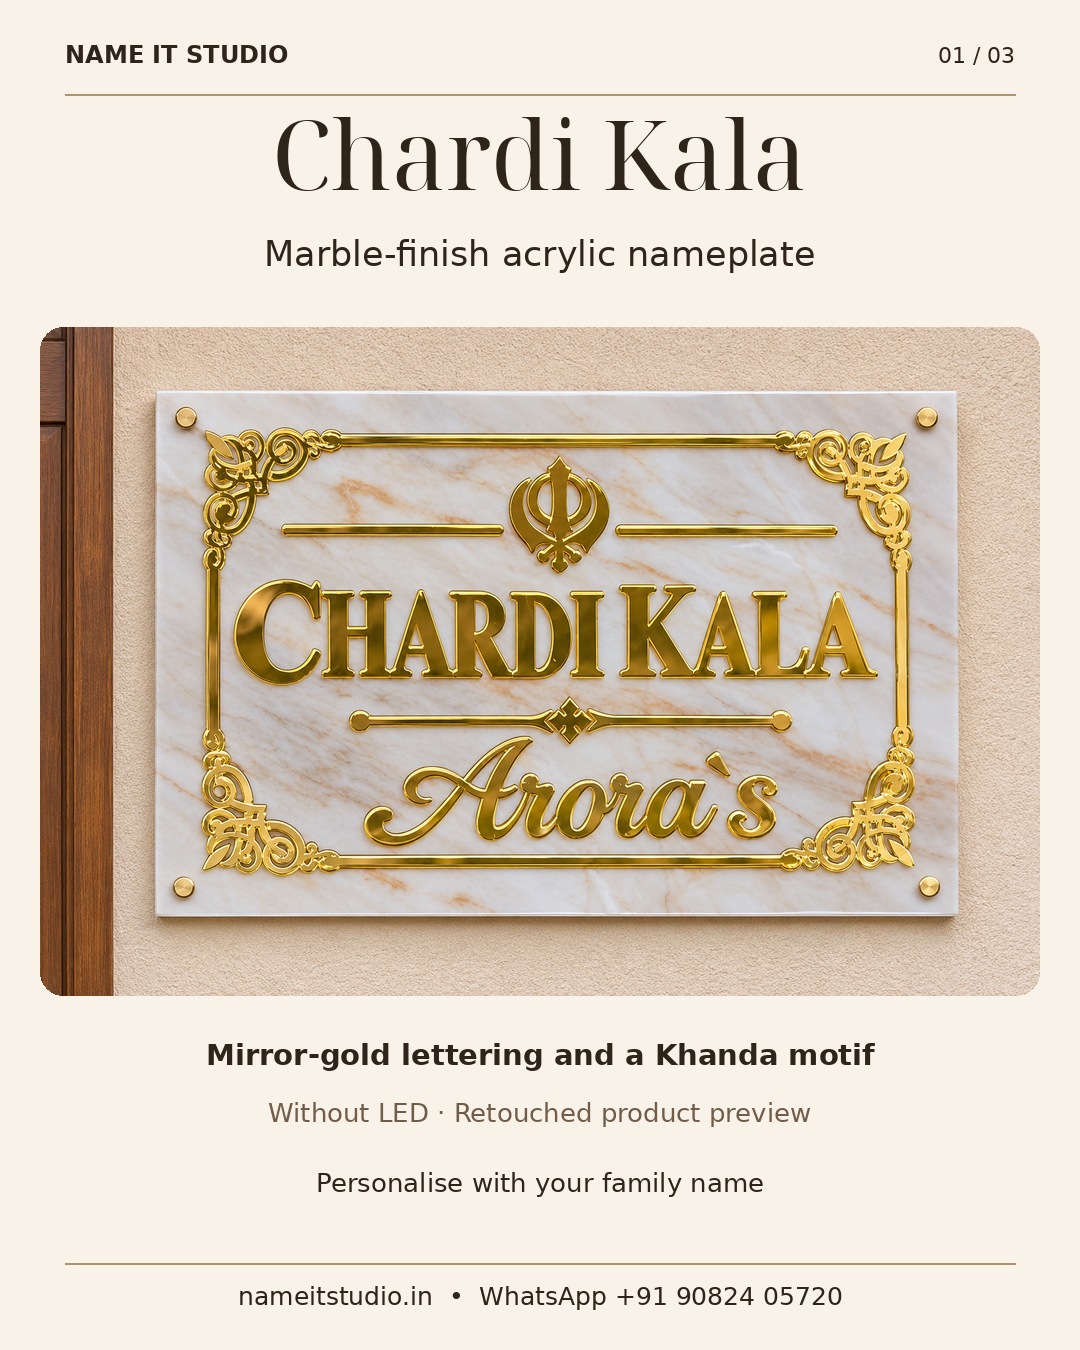 NAME IT STUDIO
01 / 03
Chardi Kala
Marble-finish acrylic nameplate
CHARDI KALA
Arora`s
Mirror-gold lettering and a Khanda motif
Without LED · Retouched product preview
Personalise with your family name
nameitstudio.in • WhatsApp +91 90824 05720